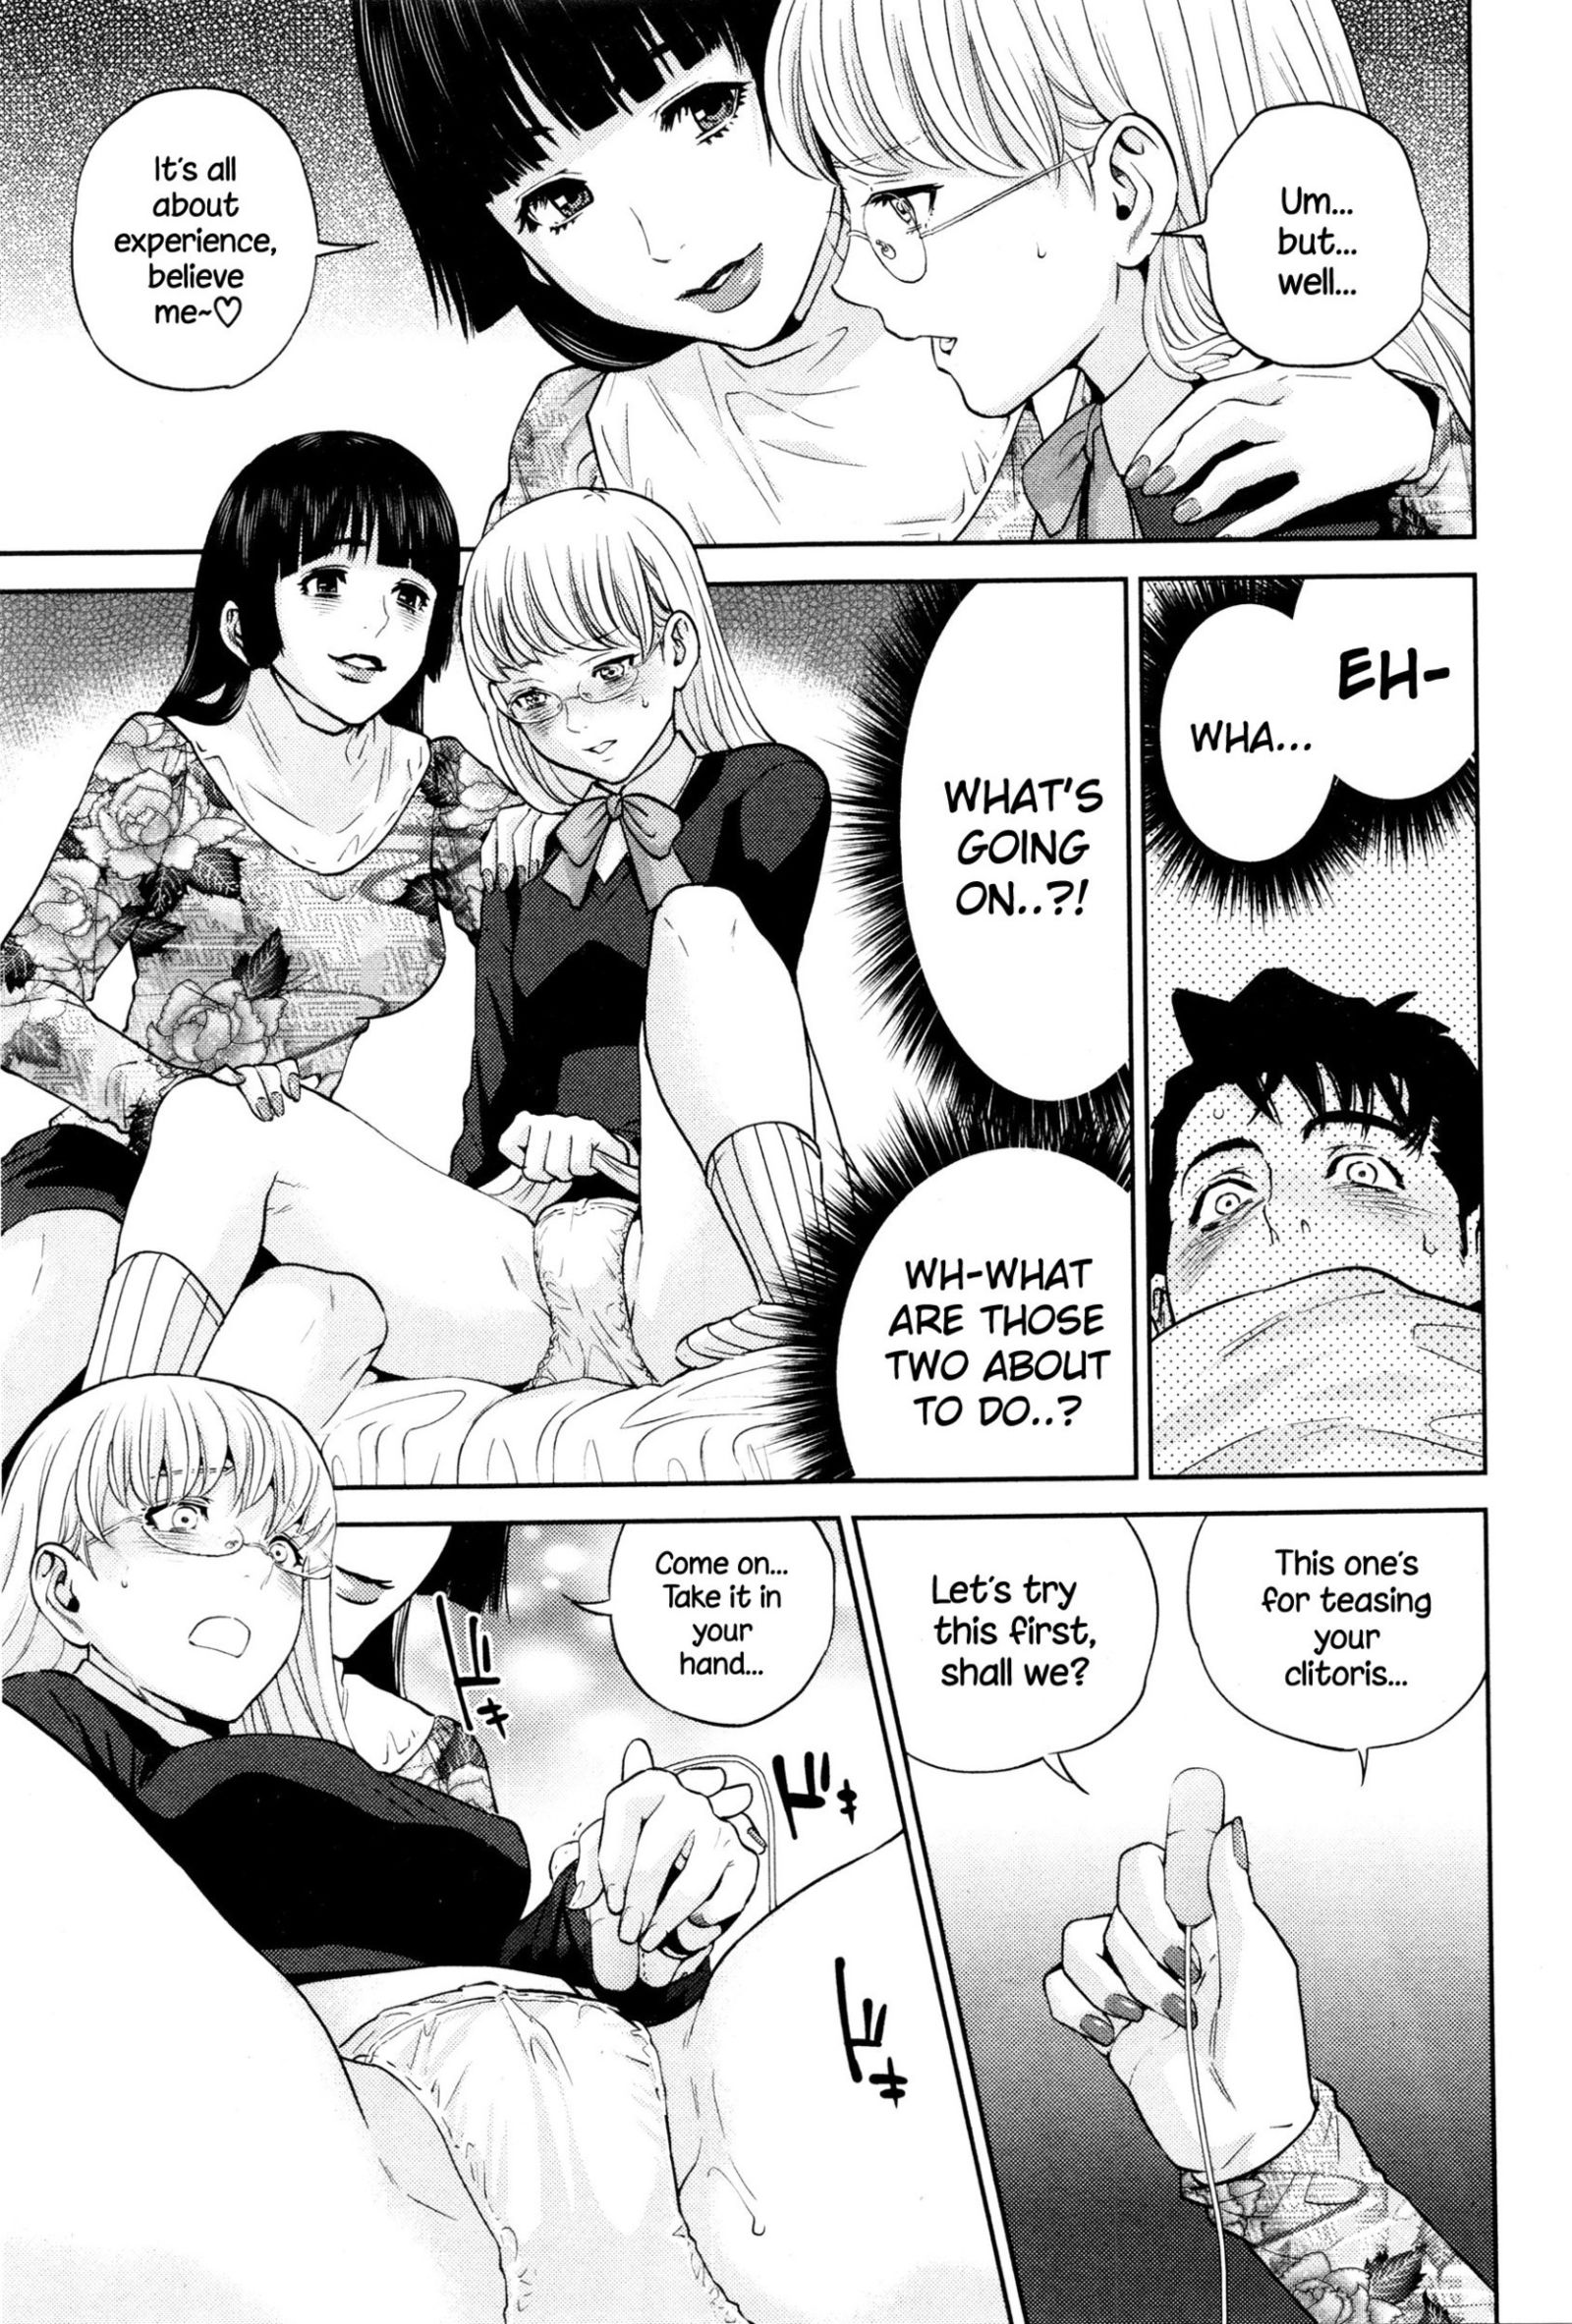 Um...
but...
well...
It's all
about
experience,
believe
me~♡
EH-
WHA...
WHAT'S
GOING
ON..?!
WH-WHAT
ARE THOSE
TWO ABOUT
TO DO..?
This one's
for teasing
your
clitoris...
Let's try
this first,
shall we?
Come on...
Take it in
your
hand...
ドキ
ドキ
ドキ